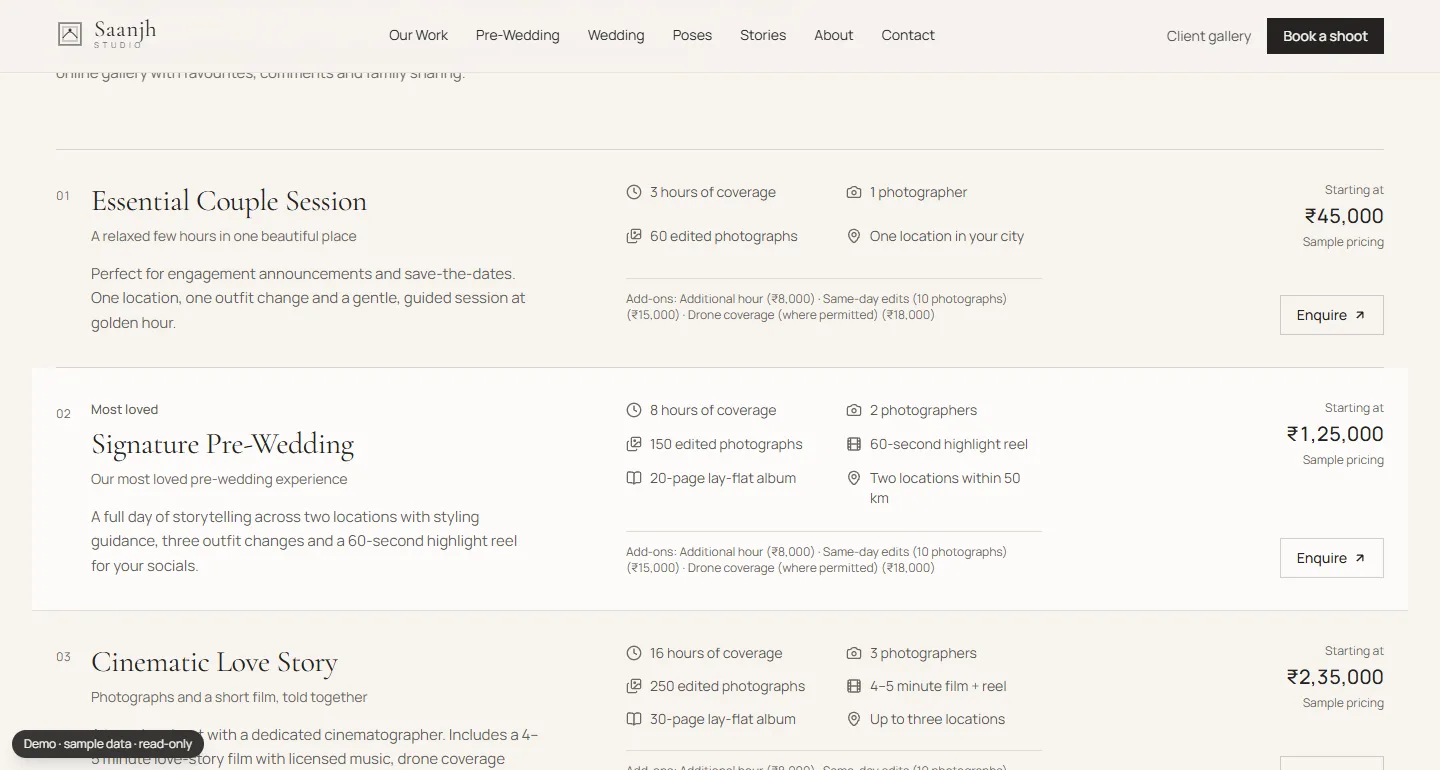 Saanjh
STUDIO
Our Work
Pre-Wedding
Wedding
Poses
Stories
About
Contact
Client gallery
Book a shoot
online gallery with favourites, comments and family sharing.
01
Essential Couple Session
A relaxed few hours in one beautiful place
Perfect for engagement announcements and save-the-dates.
One location, one outfit change and a gentle, guided session at
golden hour.
3 hours of coverage
1 photographer
60 edited photographs
One location in your city
Add-ons: Additional hour (₹8,000) · Same-day edits (10 photographs)
(₹15,000) · Drone coverage (where permitted) (₹18,000)
Starting at
₹45,000
Sample pricing
Enquire
02
Most loved
Signature Pre-Wedding
Our most loved pre-wedding experience
A full day of storytelling across two locations with styling
guidance, three outfit changes and a 60-second highlight reel
for your socials.
8 hours of coverage
2 photographers
150 edited photographs
60-second highlight reel
20-page lay-flat album
Two locations within 50
km
Add-ons: Additional hour (₹8,000) · Same-day edits (10 photographs)
(₹15,000) · Drone coverage (where permitted) (₹18,000)
Starting at
₹1,25,000
Sample pricing
Enquire
03
Cinematic Love Story
Photographs and a short film, told together
with a dedicated cinematographer. Includes a 4–
5 minute love-story film with licensed music, drone coverage
16 hours of coverage
3 photographers
250 edited photographs
4–5 minute film + reel
30-page lay-flat album
Up to three locations
Add-ons: Additional hour (₹8,000) · Same-day edits (10 photographs)
Starting at
₹2,35,000
Sample pricing
Demo · sample data · read-only